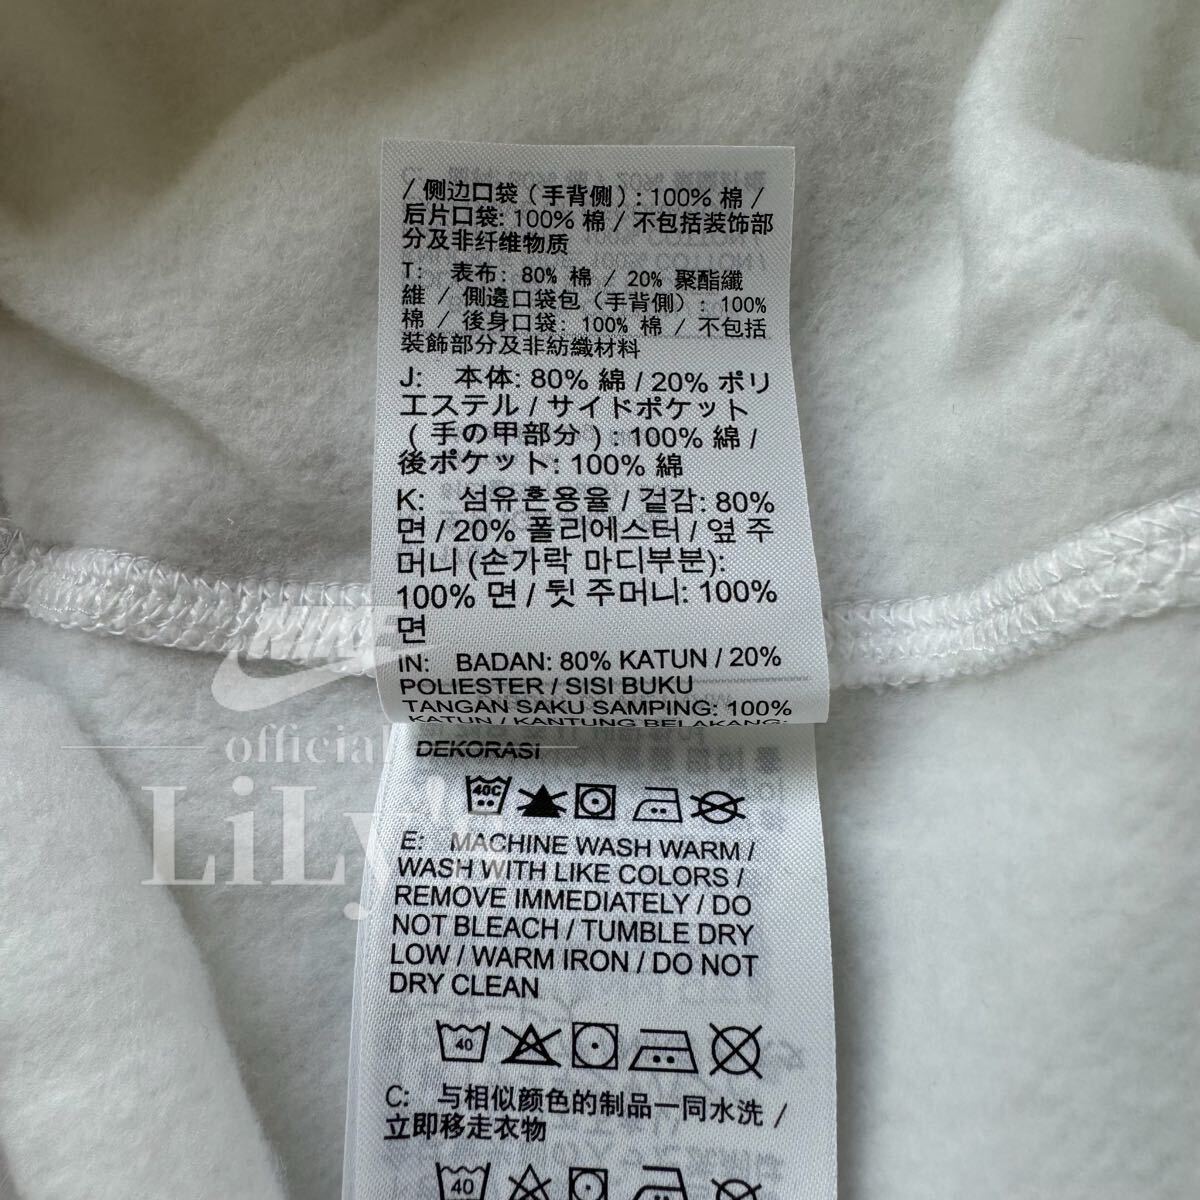 / 侧边口袋 (手背侧) : 100% 棉 /
后片口袋: 100% 棉 / 不包括装饰部
分及非纤维物质
T: 表布: 80% 棉 / 20% 聚酯纖
維 / 側邊口袋包 (手背側) : 100%
棉 / 後身口袋: 100% 棉 / 不包括
裝飾部分及非紡織材料
J: 本体: 80% 綿 / 20% ポリ
エステル / サイドポケット
( 手の甲部分 ) : 100% 綿 /
後ポケット: 100% 綿
K: 섬유혼용율 / 겉감: 80%
면 / 20% 폴리에스터 / 옆 주
머니 (손가락 마디부분):
100% 면 / 뒷 주머니: 100%
면
IN: BADAN: 80% KATUN / 20%
POLIESTER / SISI BUKU
TANGAN SAKU SAMPING: 100%
KATUN / KANTUNG BELAKANG:
DEKORASI
40C
E: MACHINE WASH WARM /
WASH WITH LIKE COLORS /
REMOVE IMMEDIATELY / DO
NOT BLEACH / TUMBLE DRY
LOW / WARM IRON / DO NOT
DRY CLEAN
40
C: 与相似颜色的制品一同水洗 /
立即移走衣物
40
NIKE
official
LiLy's